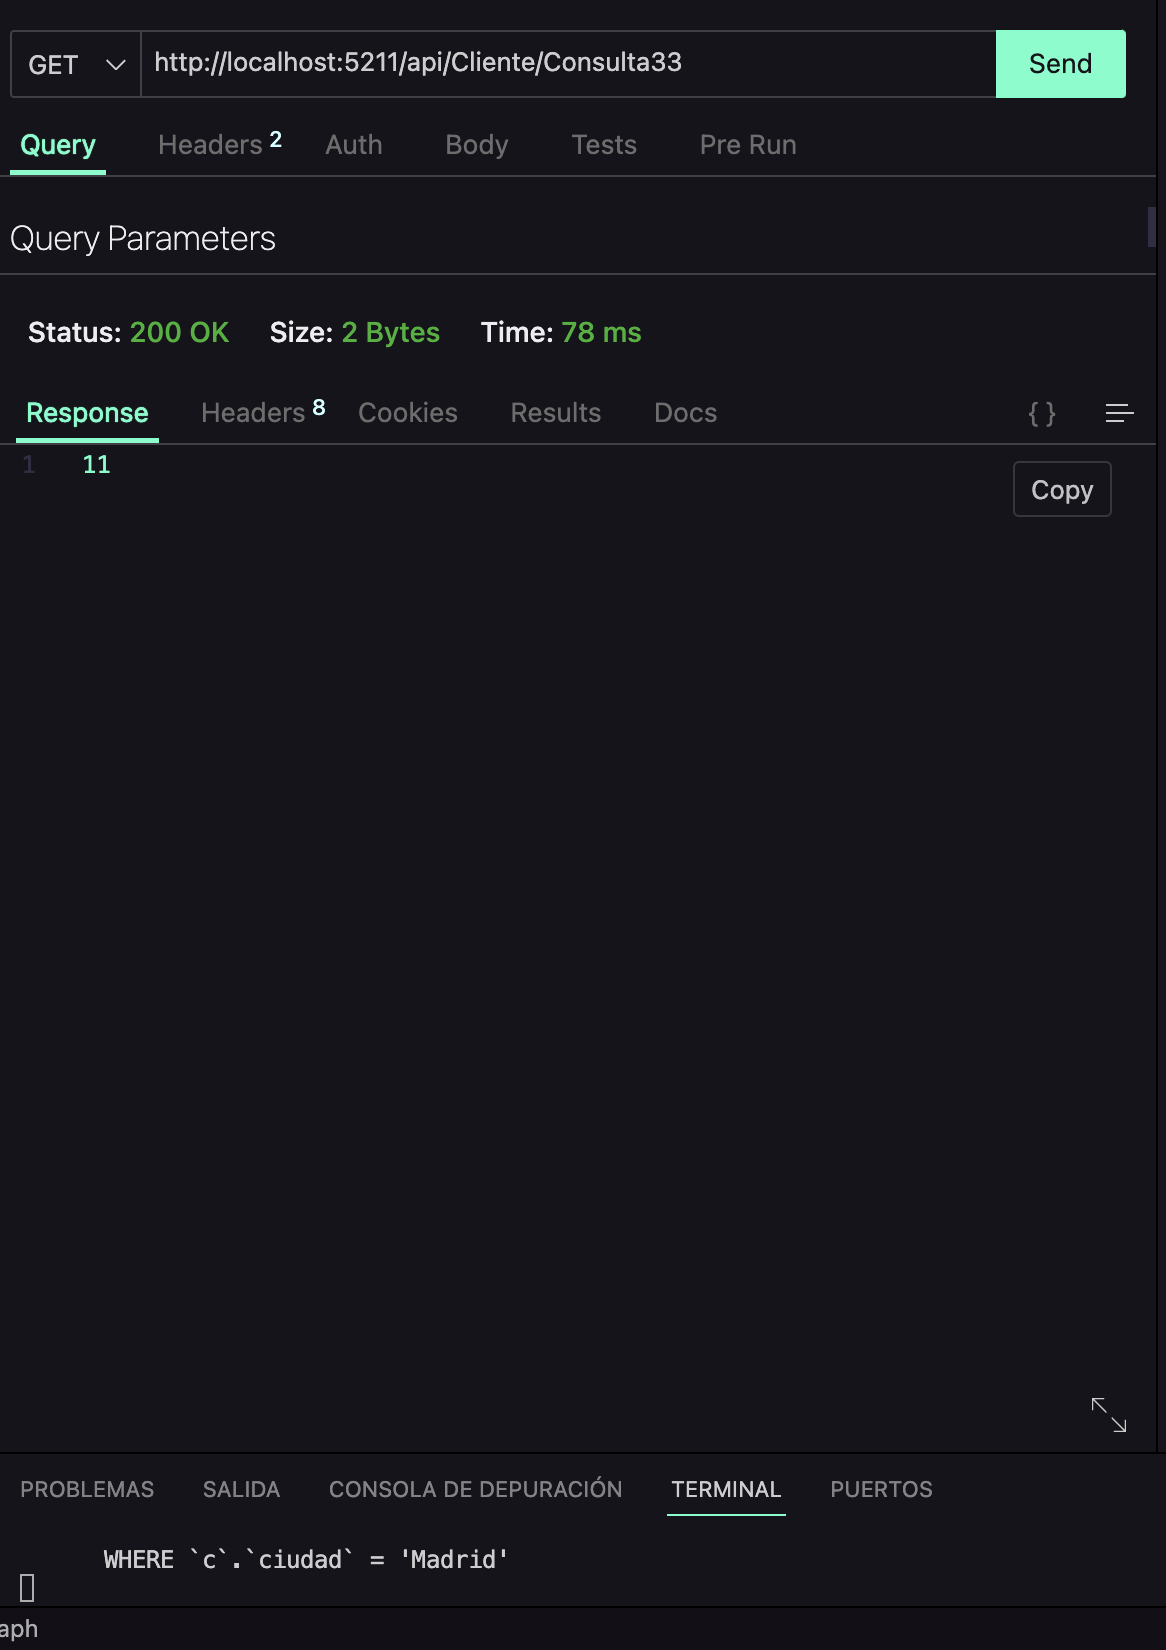 GET http://localhost:5211/api/Cliente/Consulta33 Send
Query Headers 2 Auth Body Tests Pre Run
Query Parameters
Status: 200 OK Size: 2 Bytes Time: 78 ms
Response Headers 8 Cookies Results Docs { }
1 11
Copy
PROBLEMAS SALIDA CONSOLA DE DEPURACIÓN TERMINAL PUERTOS
WHERE `c`.`ciudad` = 'Madrid'
aph